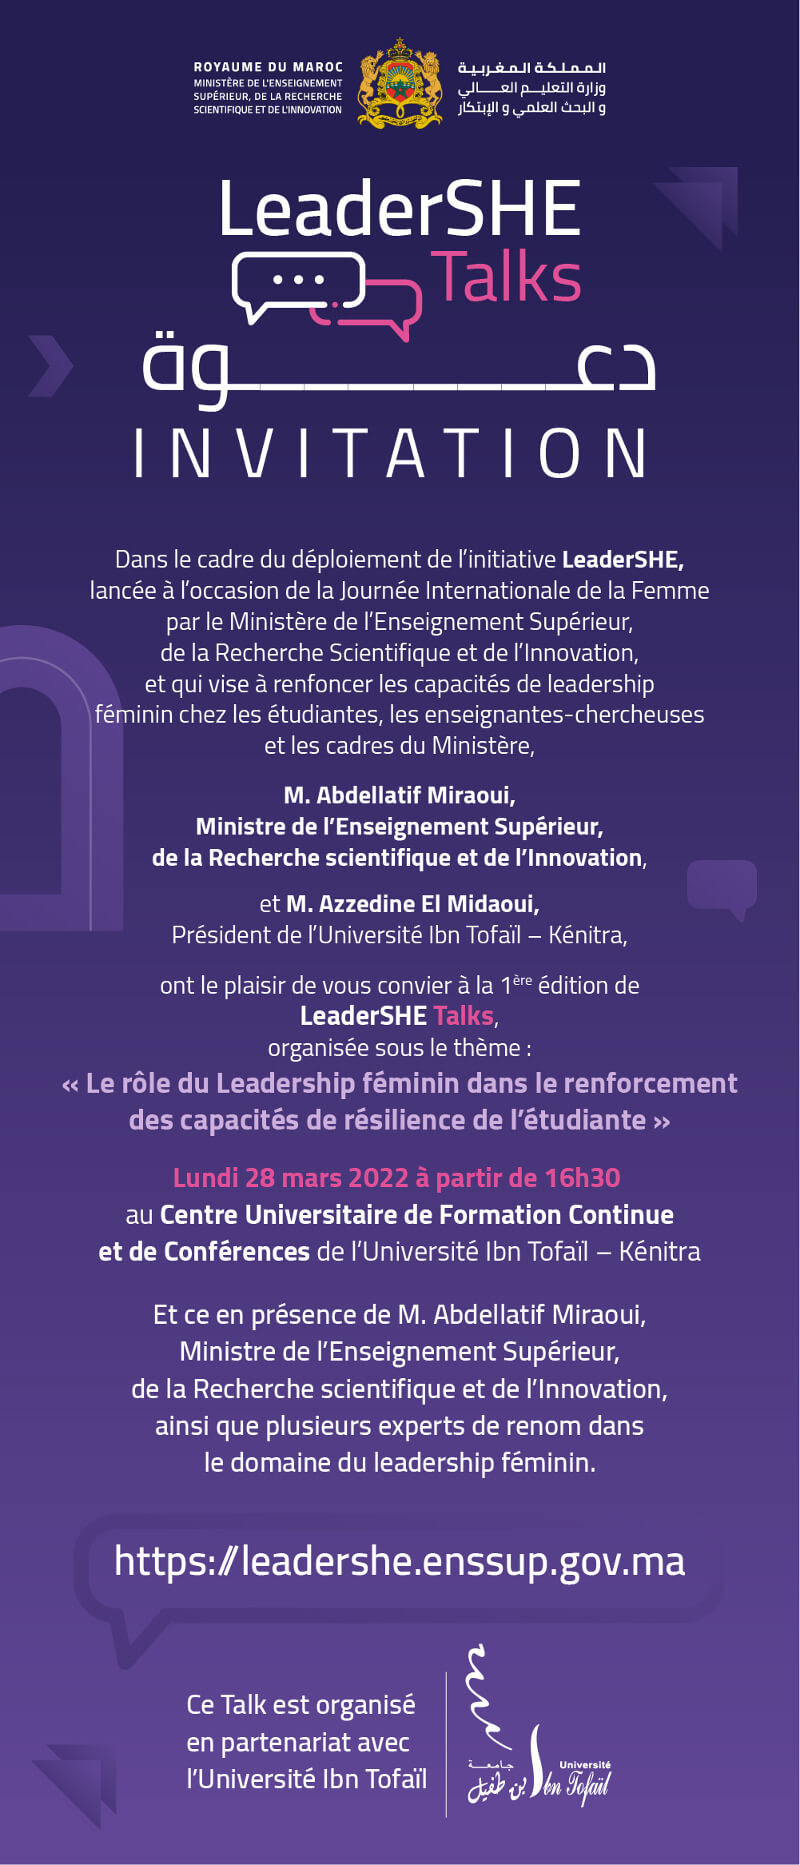 ROYAUME DU MAROC
MINISTÈRE DE L'ENSEIGNEMENT
SUPÉRIEUR, DE LA RECHERCHE
SCIENTIFIQUE ET DE L'INNOVATION
المملكة المغربية
وزارة التعليم العالي
و البحث العلمي و الإبتكار
LeaderSHE
Talks
دعوة
INVITATION
Dans le cadre du déploiement de l'initiative LeaderSHE,
lancée à l'occasion de la Journée Internationale de la Femme
par le Ministère de l'Enseignement Supérieur,
de la Recherche Scientifique et de l'Innovation,
et qui vise à renfoncer les capacités de leadership
féminin chez les étudiantes, les enseignantes-chercheuses
et les cadres du Ministère,
M. Abdellatif Miraoui,
Ministre de l'Enseignement Supérieur,
de la Recherche scientifique et de l'Innovation,
et M. Azzedine El Midaoui,
Président de l'Université Ibn Tofaïl – Kénitra,
ont le plaisir de vous convier à la 1ère édition de
LeaderSHE Talks,
organisée sous le thème :
« Le rôle du Leadership féminin dans le renforcement
des capacités de résilience de l'étudiante »
Lundi 28 mars 2022 à partir de 16h30
au Centre Universitaire de Formation Continue
et de Conférences de l'Université Ibn Tofaïl – Kénitra
Et ce en présence de M. Abdellatif Miraoui,
Ministre de l'Enseignement Supérieur,
de la Recherche scientifique et de l'Innovation,
ainsi que plusieurs experts de renom dans
le domaine du leadership féminin.
https://leadershe.enssup.gov.ma
Ce Talk est organisé
en partenariat avec
l'Université Ibn Tofaïl
جامعة
ابن طفيل
Université
Ibn Tofaïl